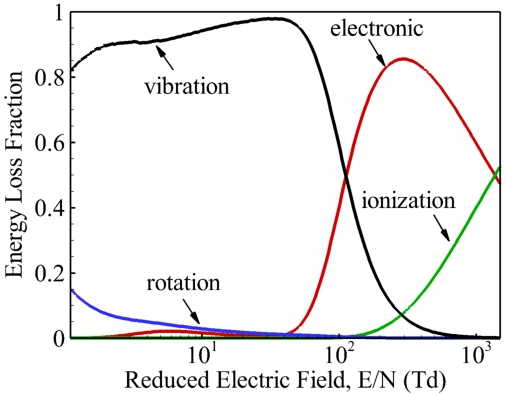 1
0.8
0.6
0.4
0.2
0
Energy Loss Fraction
electronic
vibration
ionization
rotation
10¹
10²
10³
Reduced Electric Field, E/N (Td)